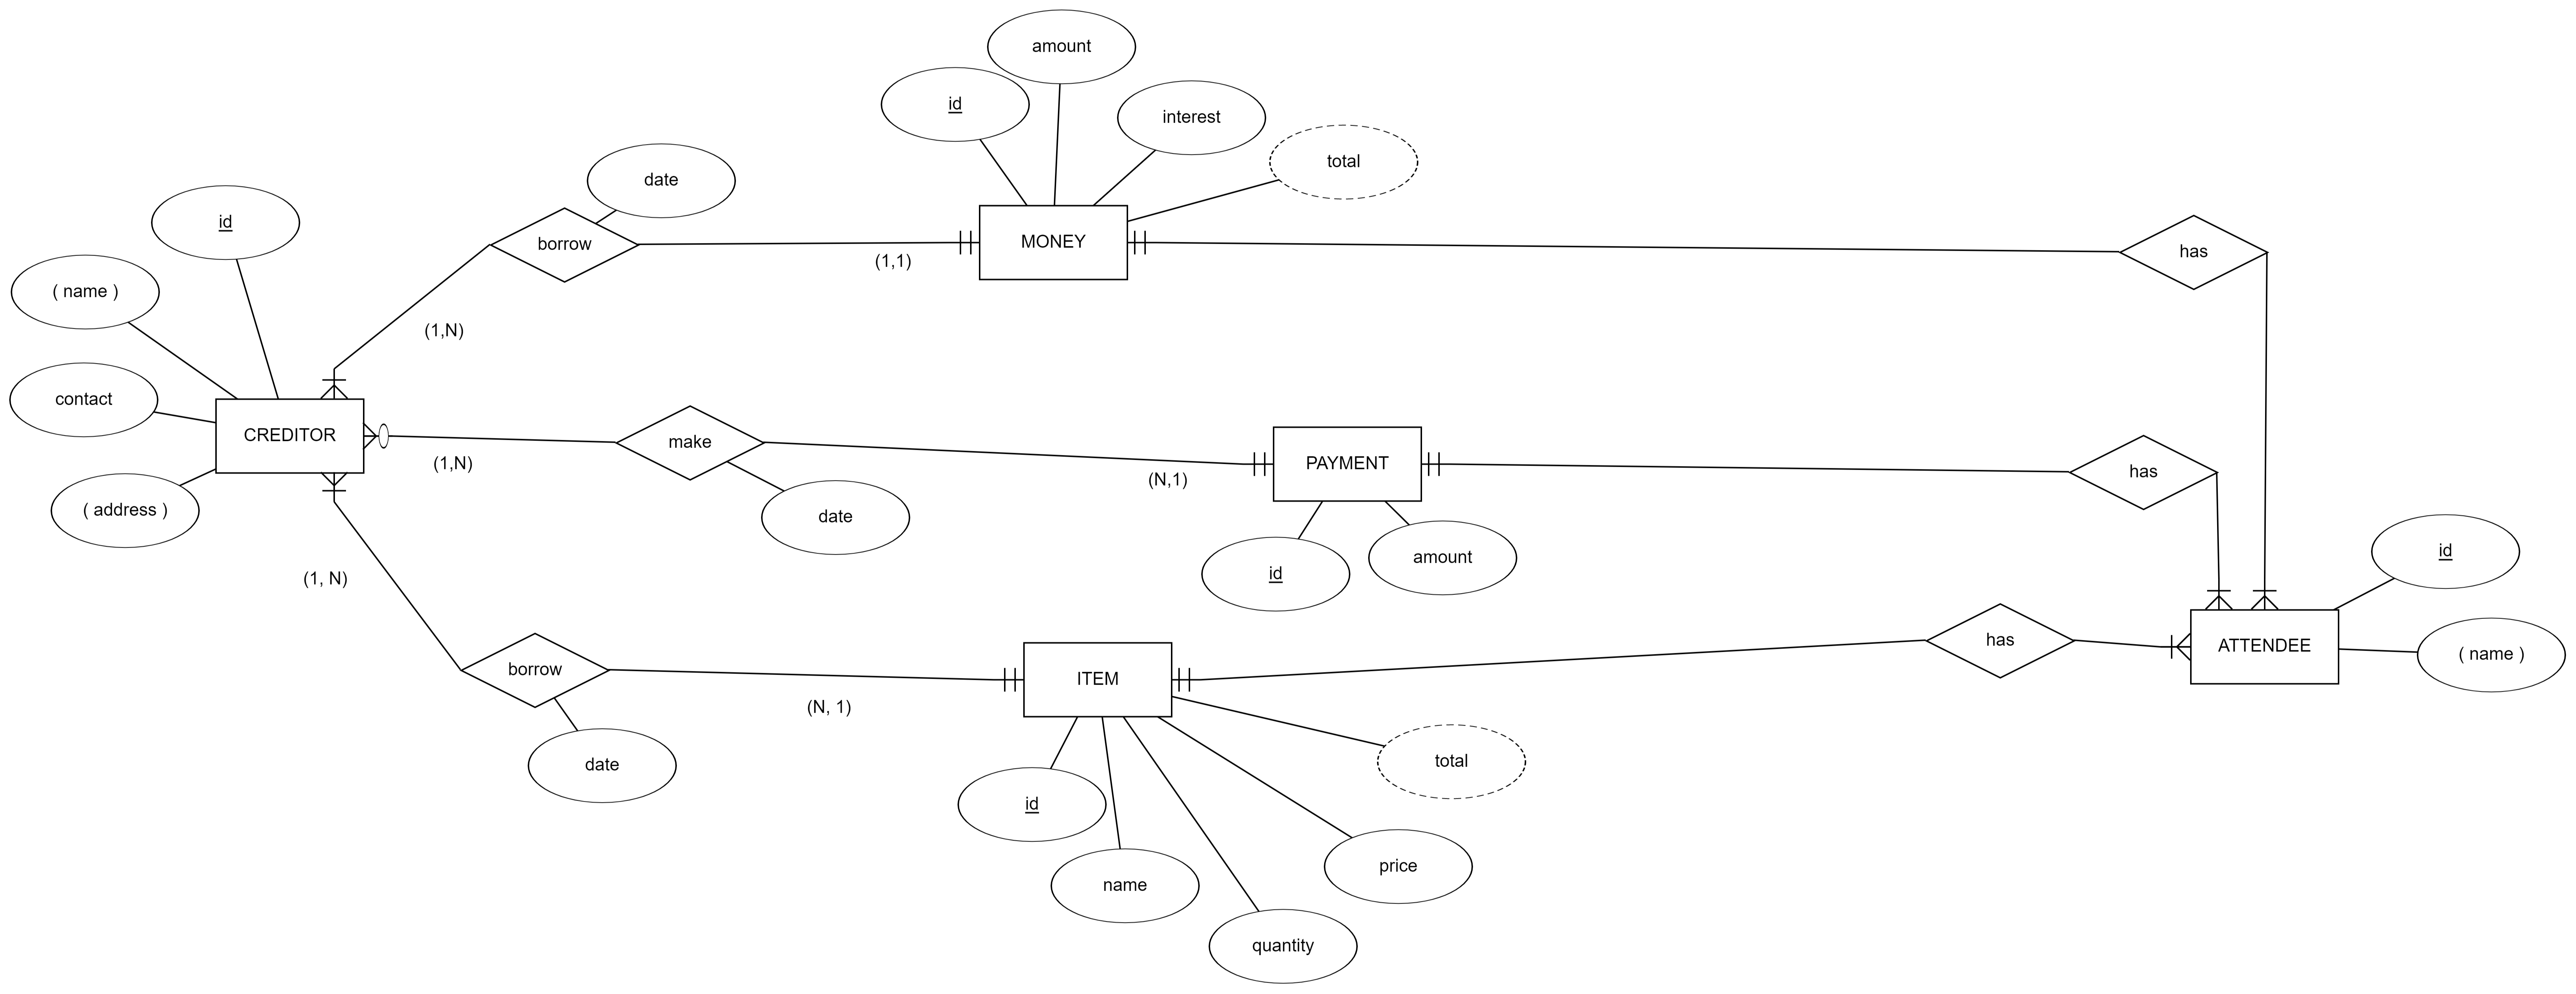 amount
id
interest
total
date
id
borrow
MONEY
has
(1,1)
( name )
(1,N)
contact
CREDITOR
make
PAYMENT
has
(1,N)
(N,1)
( address )
date
id
amount
id
(1, N)
borrow
ITEM
has
ATTENDEE
( name )
(N, 1)
date
total
id
name
price
quantity